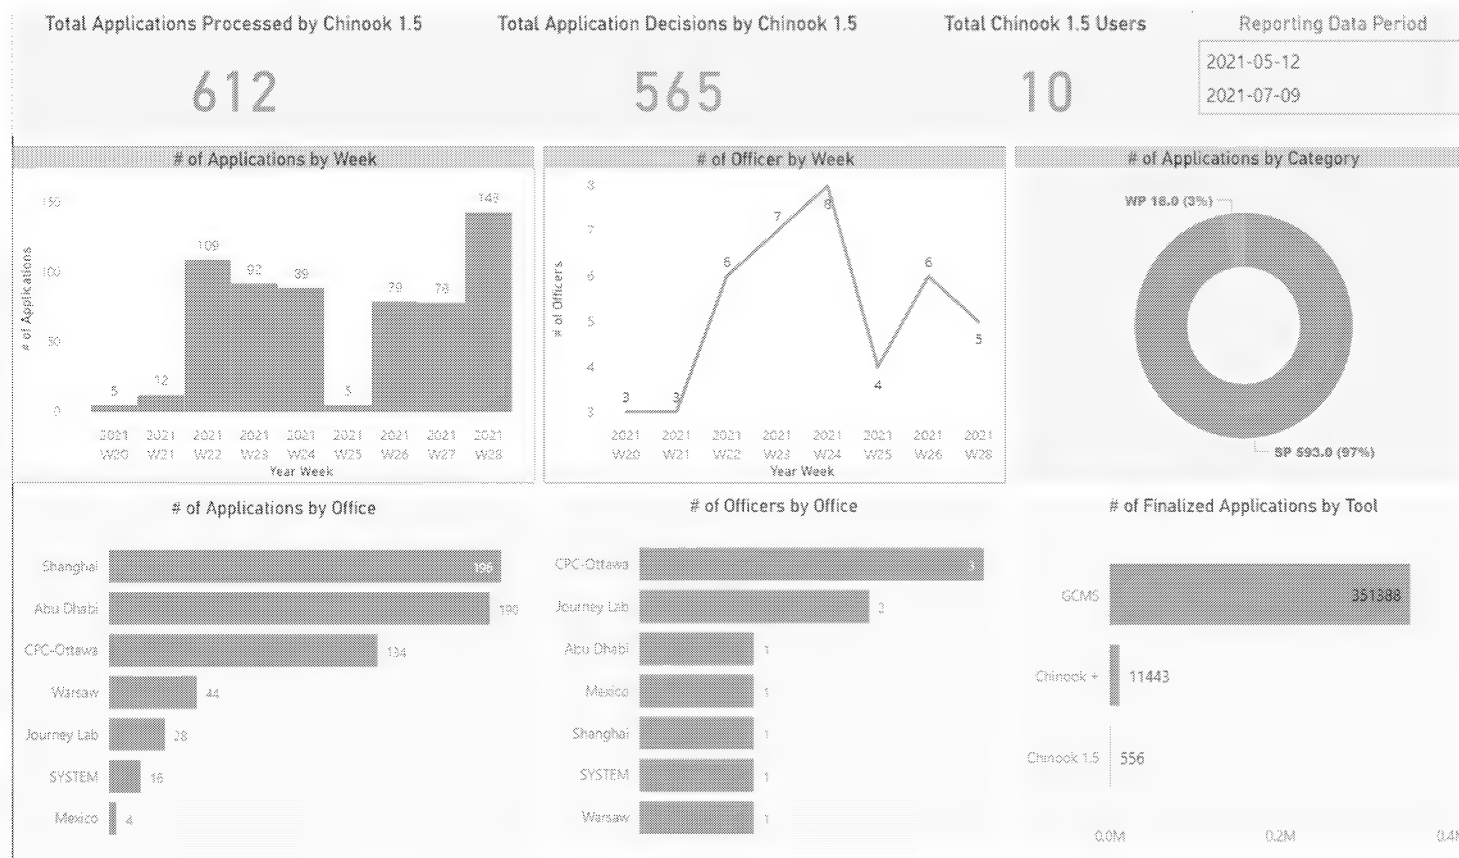 Total Applications Processed by Chinook 1.5
612
Total Application Decisions by Chinook 1.5
565
Total Chinook 1.5 Users
10
Reporting Data Period
2021-05-12
2021-07-09
# of Applications by Week
# of Applications
150
100
50
0
5
12
109
92
89
5
79
78
143
2021 2021 2021 2021 2021 2021 2021 2021 2021
W20 W21 W22 W23 W24 W25 W26 W27 W28
Year Week
# of Officer by Week
# of Officers
8
7
6
5
4
3
3
3
6
7
8
4
6
5
2021 2021 2021 2021 2021 2021 2021 2021
W20 W21 W22 W23 W24 W25 W26 W28
Year Week
# of Applications by Category
WP 18.0 (3%)
SP 593.0 (97%)
# of Applications by Office
Shanghai 196
Abu Dhabi 190
CPC-Ottawa 134
Warsaw 44
Journey Lab 28
SYSTEM 16
Mexico 4
# of Officers by Office
CPC-Ottawa 3
Journey Lab 2
Abu Dhabi 1
Mexico 1
Shanghai 1
SYSTEM 1
Warsaw 1
# of Finalized Applications by Tool
GCMS 351388
Chinook + 11443
Chinook 1.5 556
0.0M 0.2M